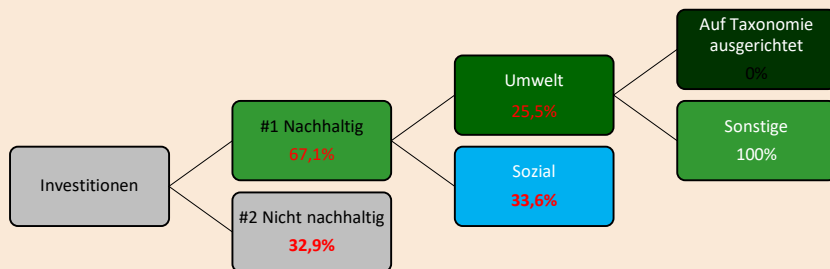 Investitionen
#1 Nachhaltig
67,1%
#2 Nicht nachhaltig
32,9%
Umwelt
25,5%
Sozial
33,6%
Auf Taxonomie
ausgerichtet
0%
Sonstige
100%